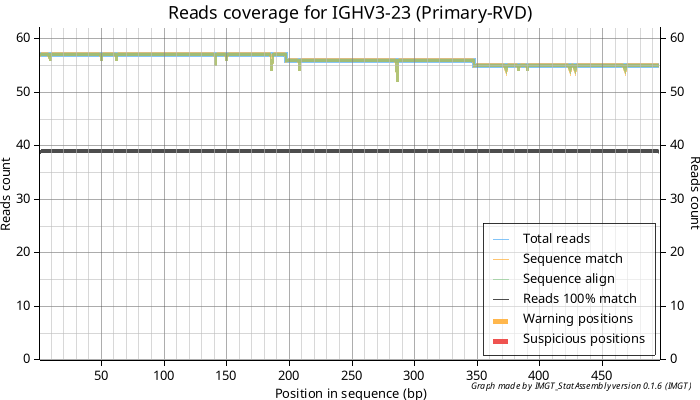 Reads coverage for IGHV3-23 (Primary-RVD)
60 60
50 50
40 40
30 30
20 20
10 10
0 0
Reads count
Reads count
Total reads
Sequence match
Sequence align
Reads 100% match
Warning positions
Suspicious positions
50 100 150 200 250 300 350 400 450
Position in sequence (bp)
Graph made by IMGT_StatAssembly version 0.1.6 (IMGT)